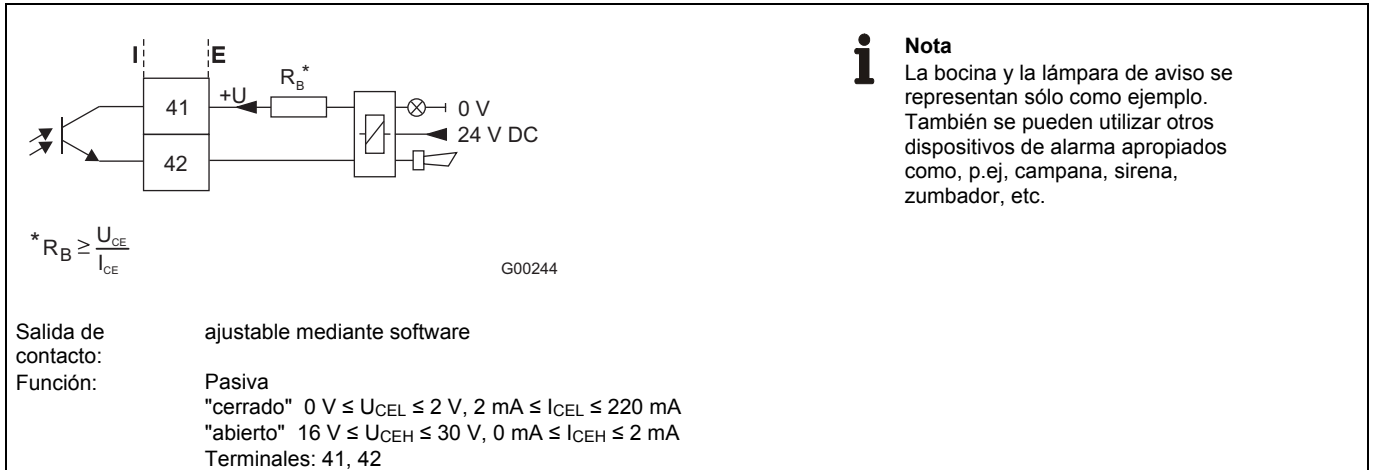 I E
R_B*
+U
41
0 V
24 V DC
42
* R_B ≥ U_CE / I_CE
G00244
i Nota
La bocina y la lámpara de aviso se
representan sólo como ejemplo.
También se pueden utilizar otros
dispositivos de alarma apropiados
como, p.ej, campana, sirena,
zumbador, etc.
Salida de contacto: ajustable mediante software
Función: Pasiva
"cerrado" 0 V ≤ U_CEL ≤ 2 V, 2 mA ≤ I_CEL ≤ 220 mA
"abierto" 16 V ≤ U_CEH ≤ 30 V, 0 mA ≤ I_CEH ≤ 2 mA
Terminales: 41, 42